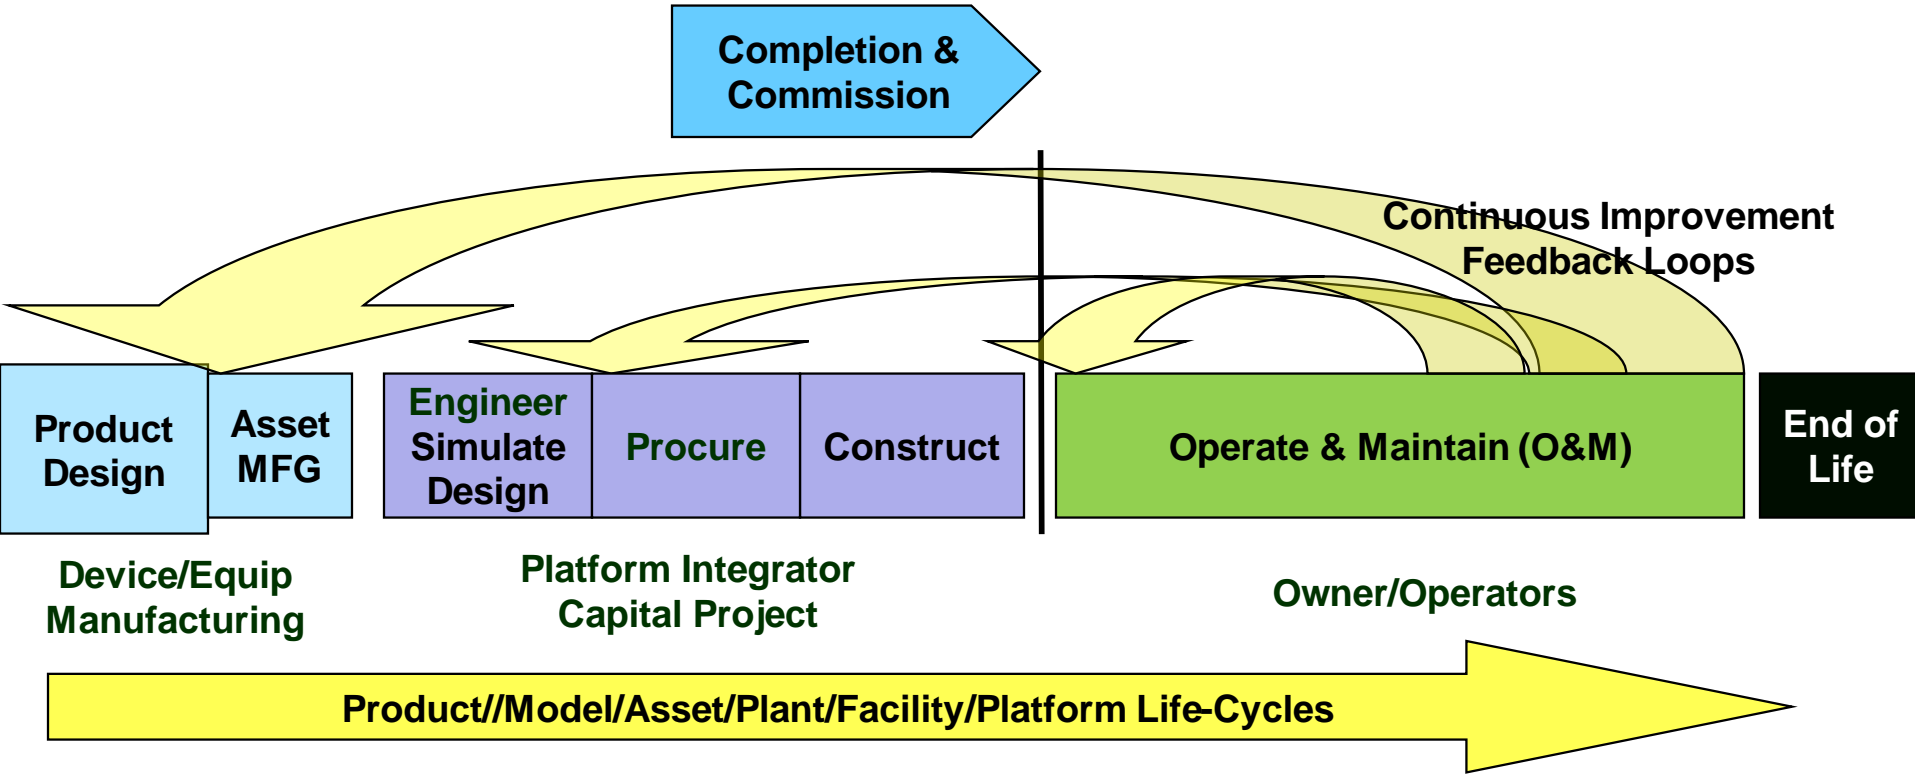 Completion &
Commission
Continuous Improvement
Feedback Loops
Product
Design
Asset
MFG
Engineer
Simulate
Design
Procure
Construct
Operate & Maintain (O&M)
End of
Life
Device/Equip
Manufacturing
Platform Integrator
Capital Project
Owner/Operators
Product//Model/Asset/Plant/Facility/Platform Life-Cycles